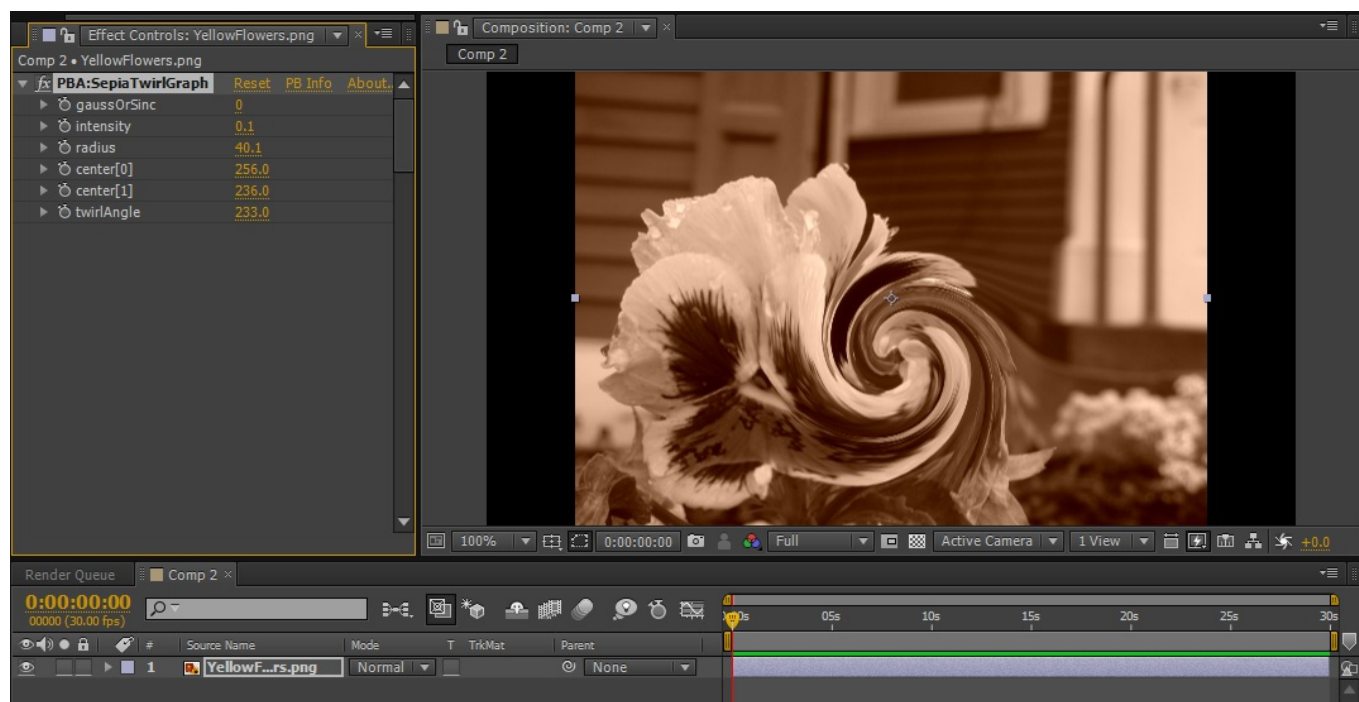 Effect Controls: YellowFlowers.png
Comp 2 • YellowFlowers.png
fx PBA:SepiaTwirlGraph Reset PB Info About..
gaussOrSinc 0
intensity 0.1
radius 40.1
center[0] 256.0
center[1] 236.0
twirlAngle 233.0
Composition: Comp 2
Comp 2
100% 0:00:00:00 Full Active Camera 1 View +0.0
Render Queue Comp 2
0:00:00:00
00000 (30.00 fps)
05s 10s 15s 20s 25s 30s
# Source Name Mode T TrkMat Parent
1 YellowF...rs.png Normal None